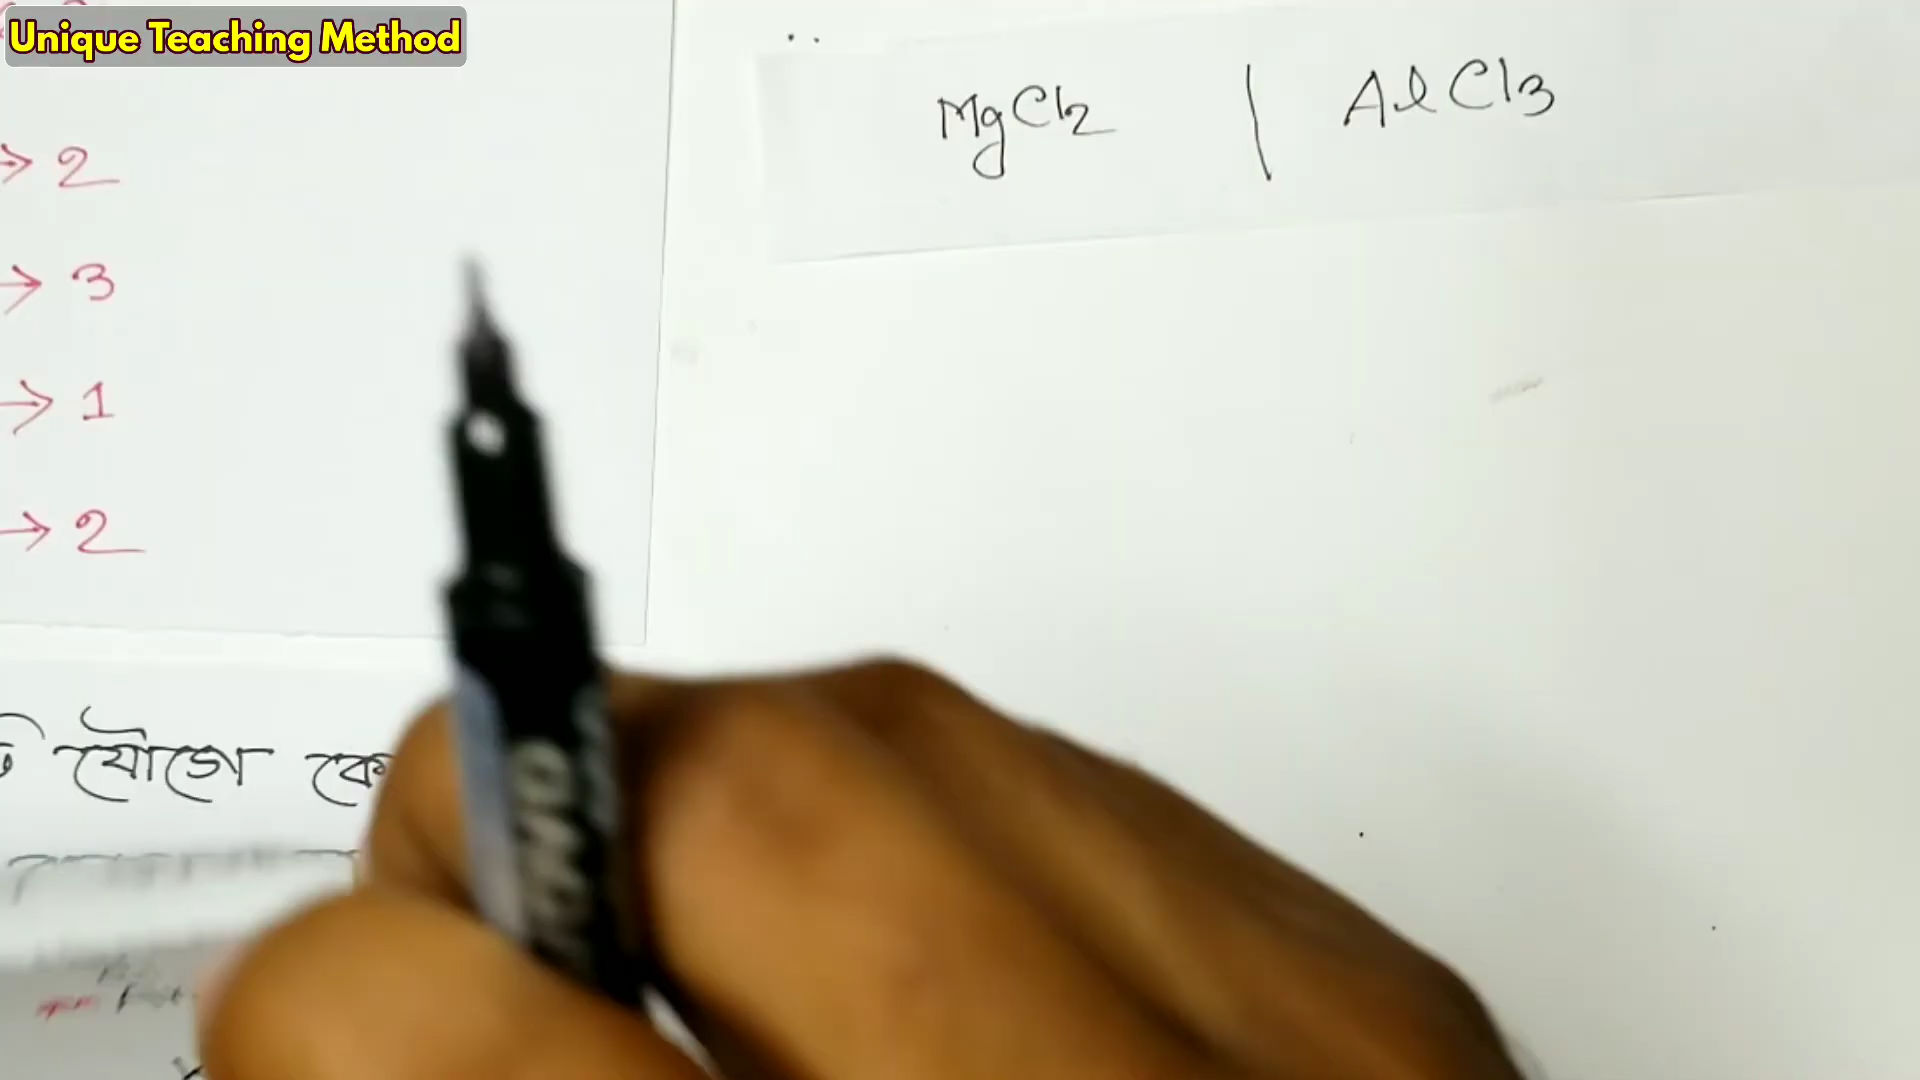 Unique Teaching Method
MgCl2 | AlCl3
→ 2
→ 3
→ 1
→ 2
যৌগে